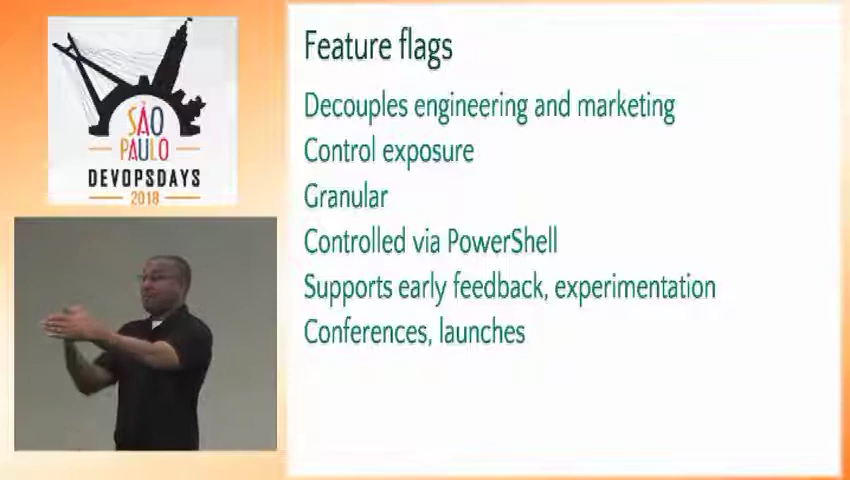 SÃO
PAULO
DEVOPSDAYS
2018
Feature flags
Decouples engineering and marketing
Control exposure
Granular
Controlled via PowerShell
Supports early feedback, experimentation
Conferences, launches